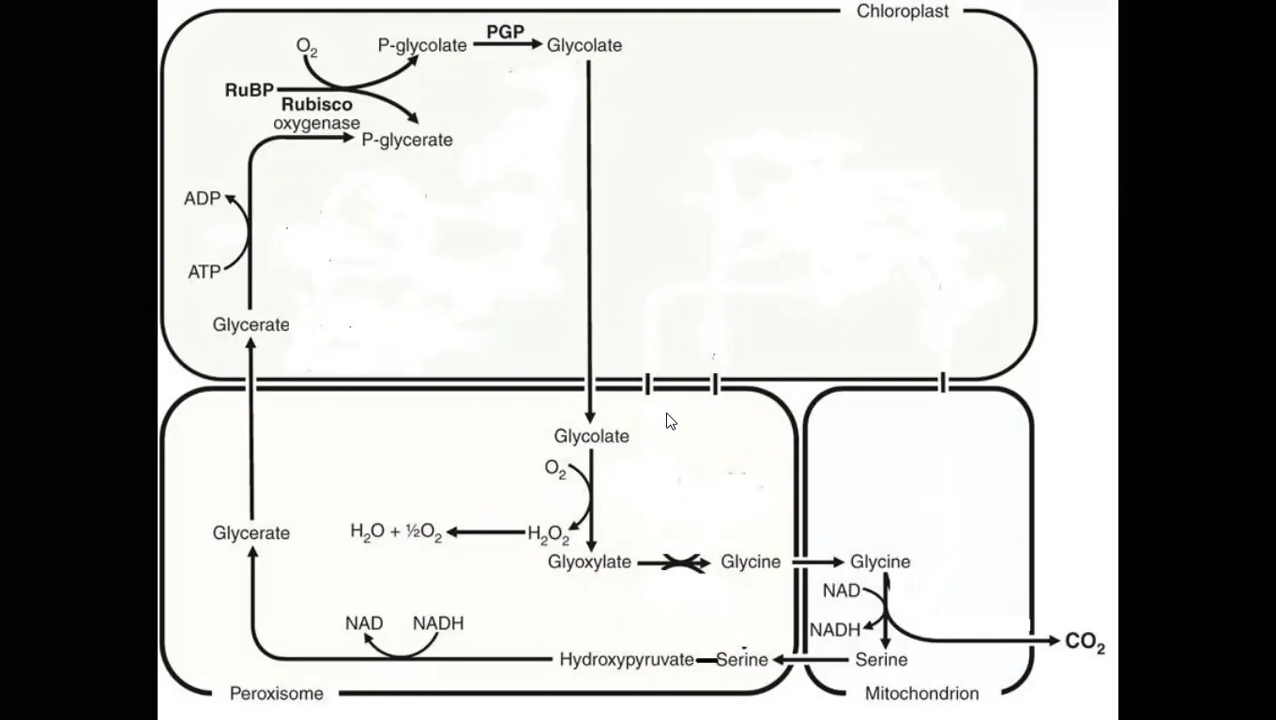 Chloroplast
O₂
P-glycolate
PGP
Glycolate
RuBP
Rubisco
oxygenase
P-glycerate
ADP
ATP
Glycerate
Glycolate
O₂
Glycerate
H₂O + ½O₂
H₂O₂
Glyoxylate
Glycine
Glycine
NAD
NAD
NADH
NADH
CO₂
Hydroxypyruvate
Serine
Serine
Peroxisome
Mitochondrion